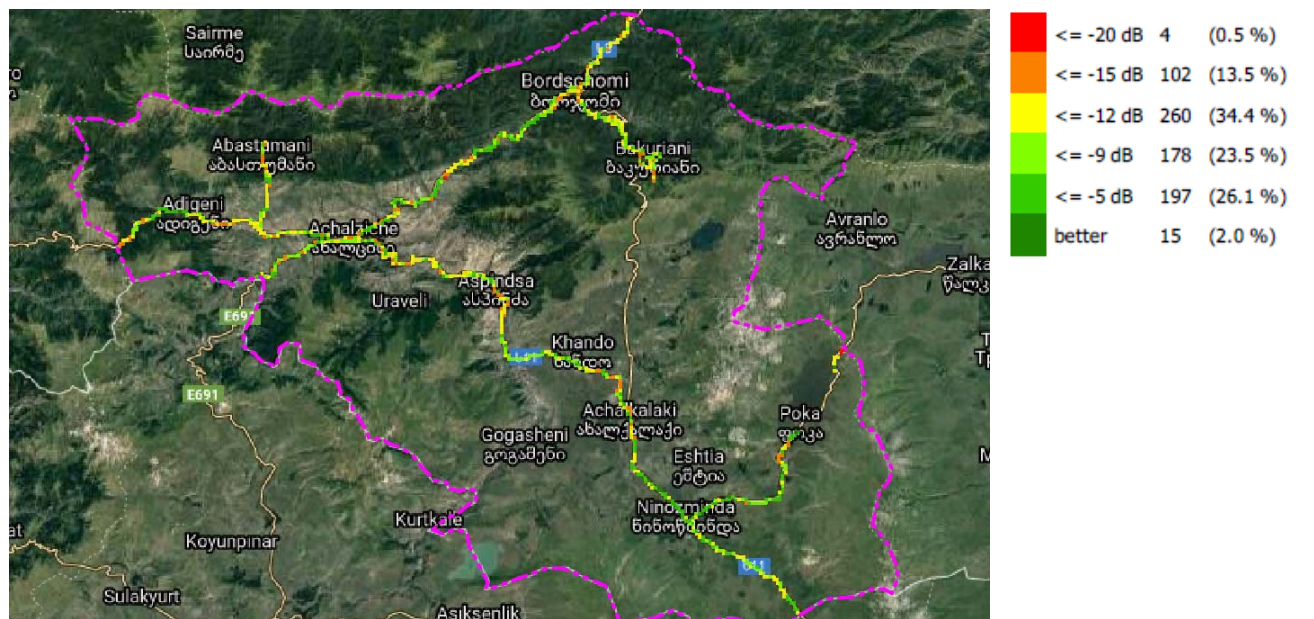 Sairme
საირმე
Bordschomi
ბორჯომი
Abastumani
აბასთუმანი
Bakuriani
ბაკურიანი
Adigeni
ადიგენი
Achalziche
ახალციხე
Avranlo
ავრანლო
Zalka
წალკ
Aspindsa
ასპინძა
Uraveli
E691
Khando
ხანდო
E691
Achalkalaki
ახალქალაქი
Poka
ფოკა
Gogasheni
გოგაშენი
Eshtia
ეშტია
Ninozminda
ნინოწმინდა
Kurtkale
Koyunpınar
Sulakyurt
Aşıkşenlik
<= -20 dB 4 (0.5 %)
<= -15 dB 102 (13.5 %)
<= -12 dB 260 (34.4 %)
<= -9 dB 178 (23.5 %)
<= -5 dB 197 (26.1 %)
better 15 (2.0 %)